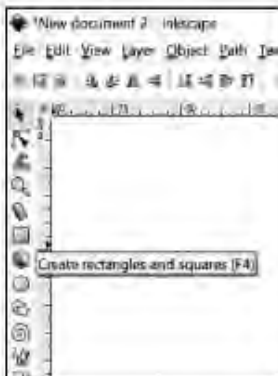 *New document 2 - Inkscape
File Edit View Layer Object Path
Create rectangles and squares (F4)